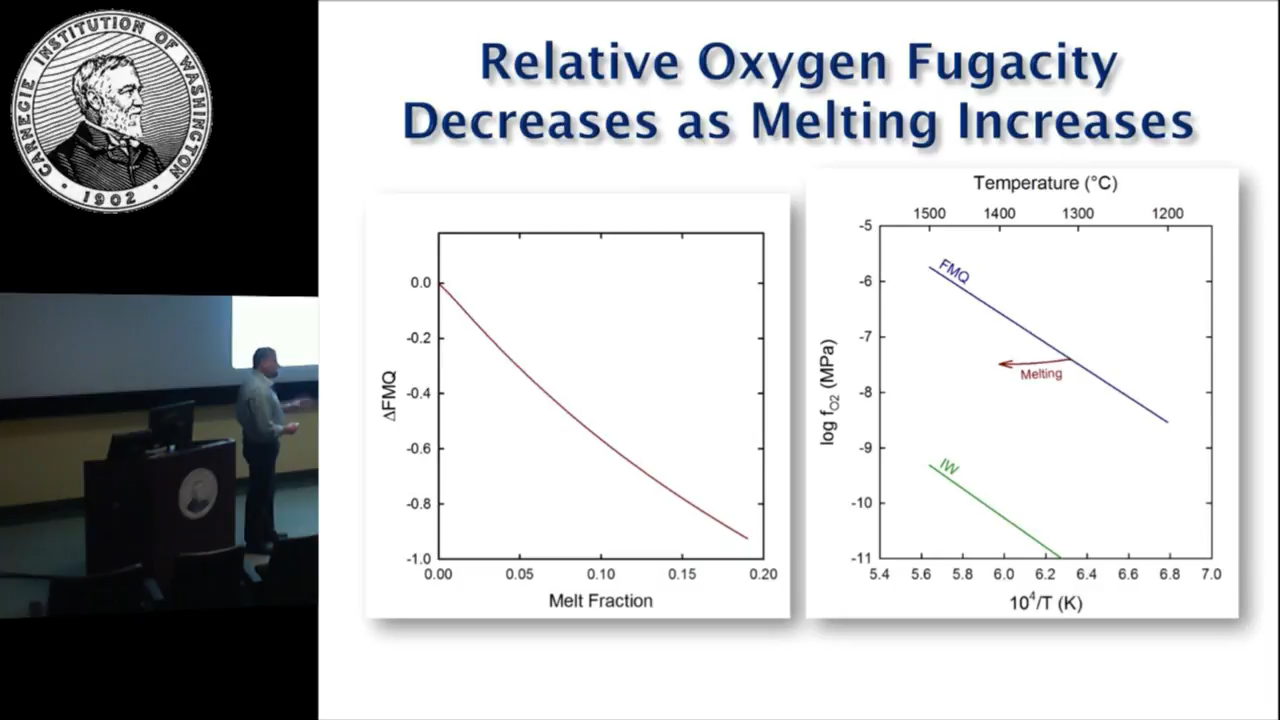 CARNEGIE INSTITUTION OF WASHINGTON
· 1902 ·
Relative Oxygen Fugacity
Decreases as Melting Increases
0.0
-0.2
-0.4
-0.6
-0.8
-1.0
ΔFMQ
0.00 0.05 0.10 0.15 0.20
Melt Fraction
Temperature (°C)
1500 1400 1300 1200
-5
-6
-7
-8
-9
-10
-11
log fO2 (MPa)
FMQ
Melting
IW
5.4 5.6 5.8 6.0 6.2 6.4 6.6 6.8 7.0
10⁴/T (K)